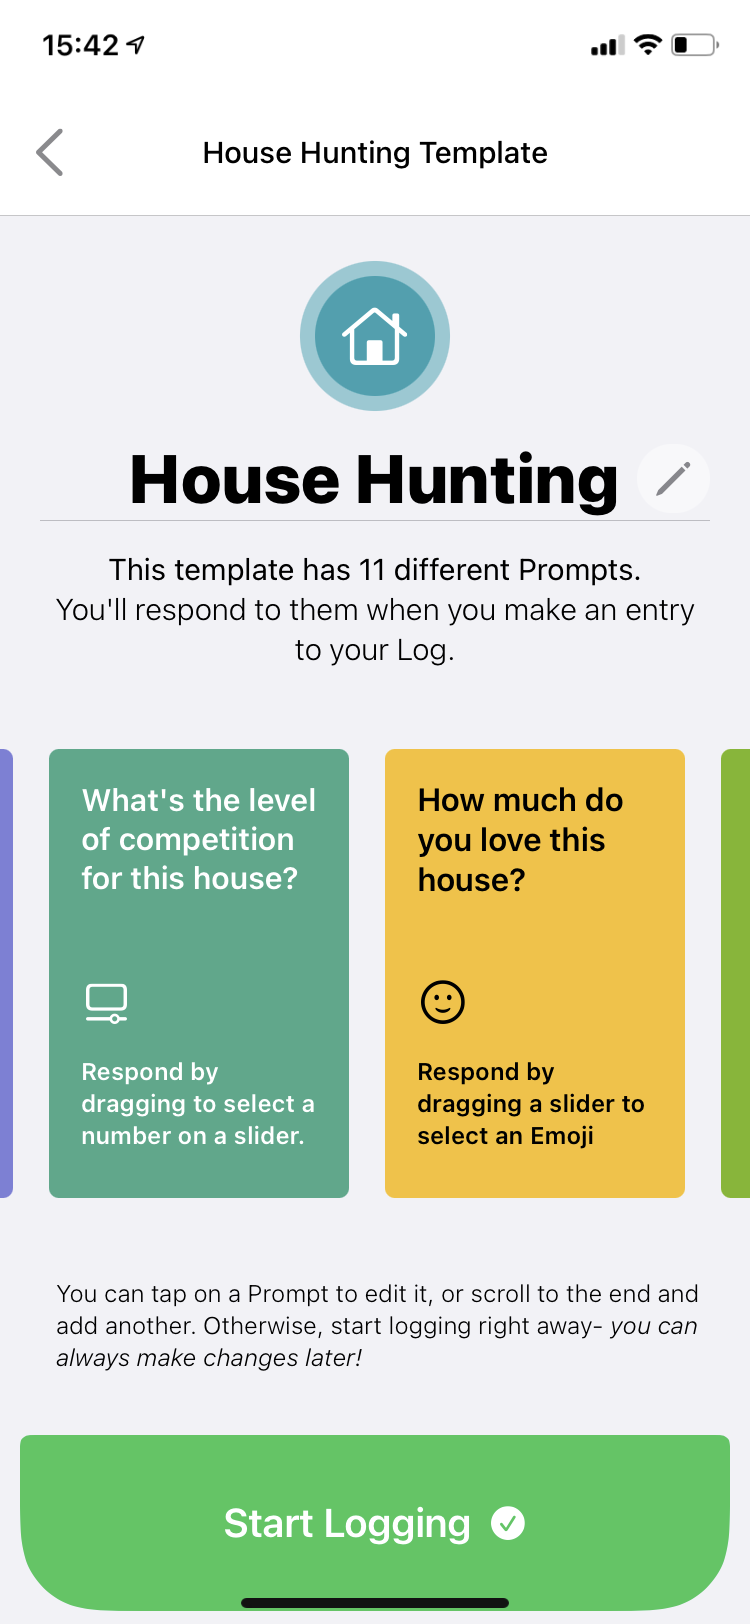 15:42
House Hunting Template
House Hunting
This template has 11 different Prompts.
You'll respond to them when you make an entry
to your Log.
What's the level
of competition
for this house?
Respond by
dragging to select a
number on a slider.
How much do
you love this
house?
Respond by
dragging a slider to
select an Emoji
You can tap on a Prompt to edit it, or scroll to the end and
add another. Otherwise, start logging right away- you can
always make changes later!
Start Logging